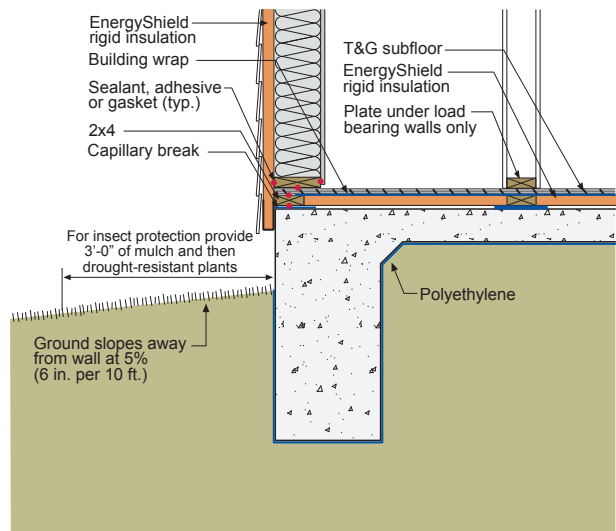 EnergyShield
rigid insulation
Building wrap
Sealant, adhesive
or gasket (typ.)
2x4
Capillary break
T&G subfloor
EnergyShield
rigid insulation
Plate under load
bearing walls only
For insect protection provide
3’-0” of mulch and then
drought-resistant plants
Polyethylene
Ground slopes away
from wall at 5%
(6 in. per 10 ft.)